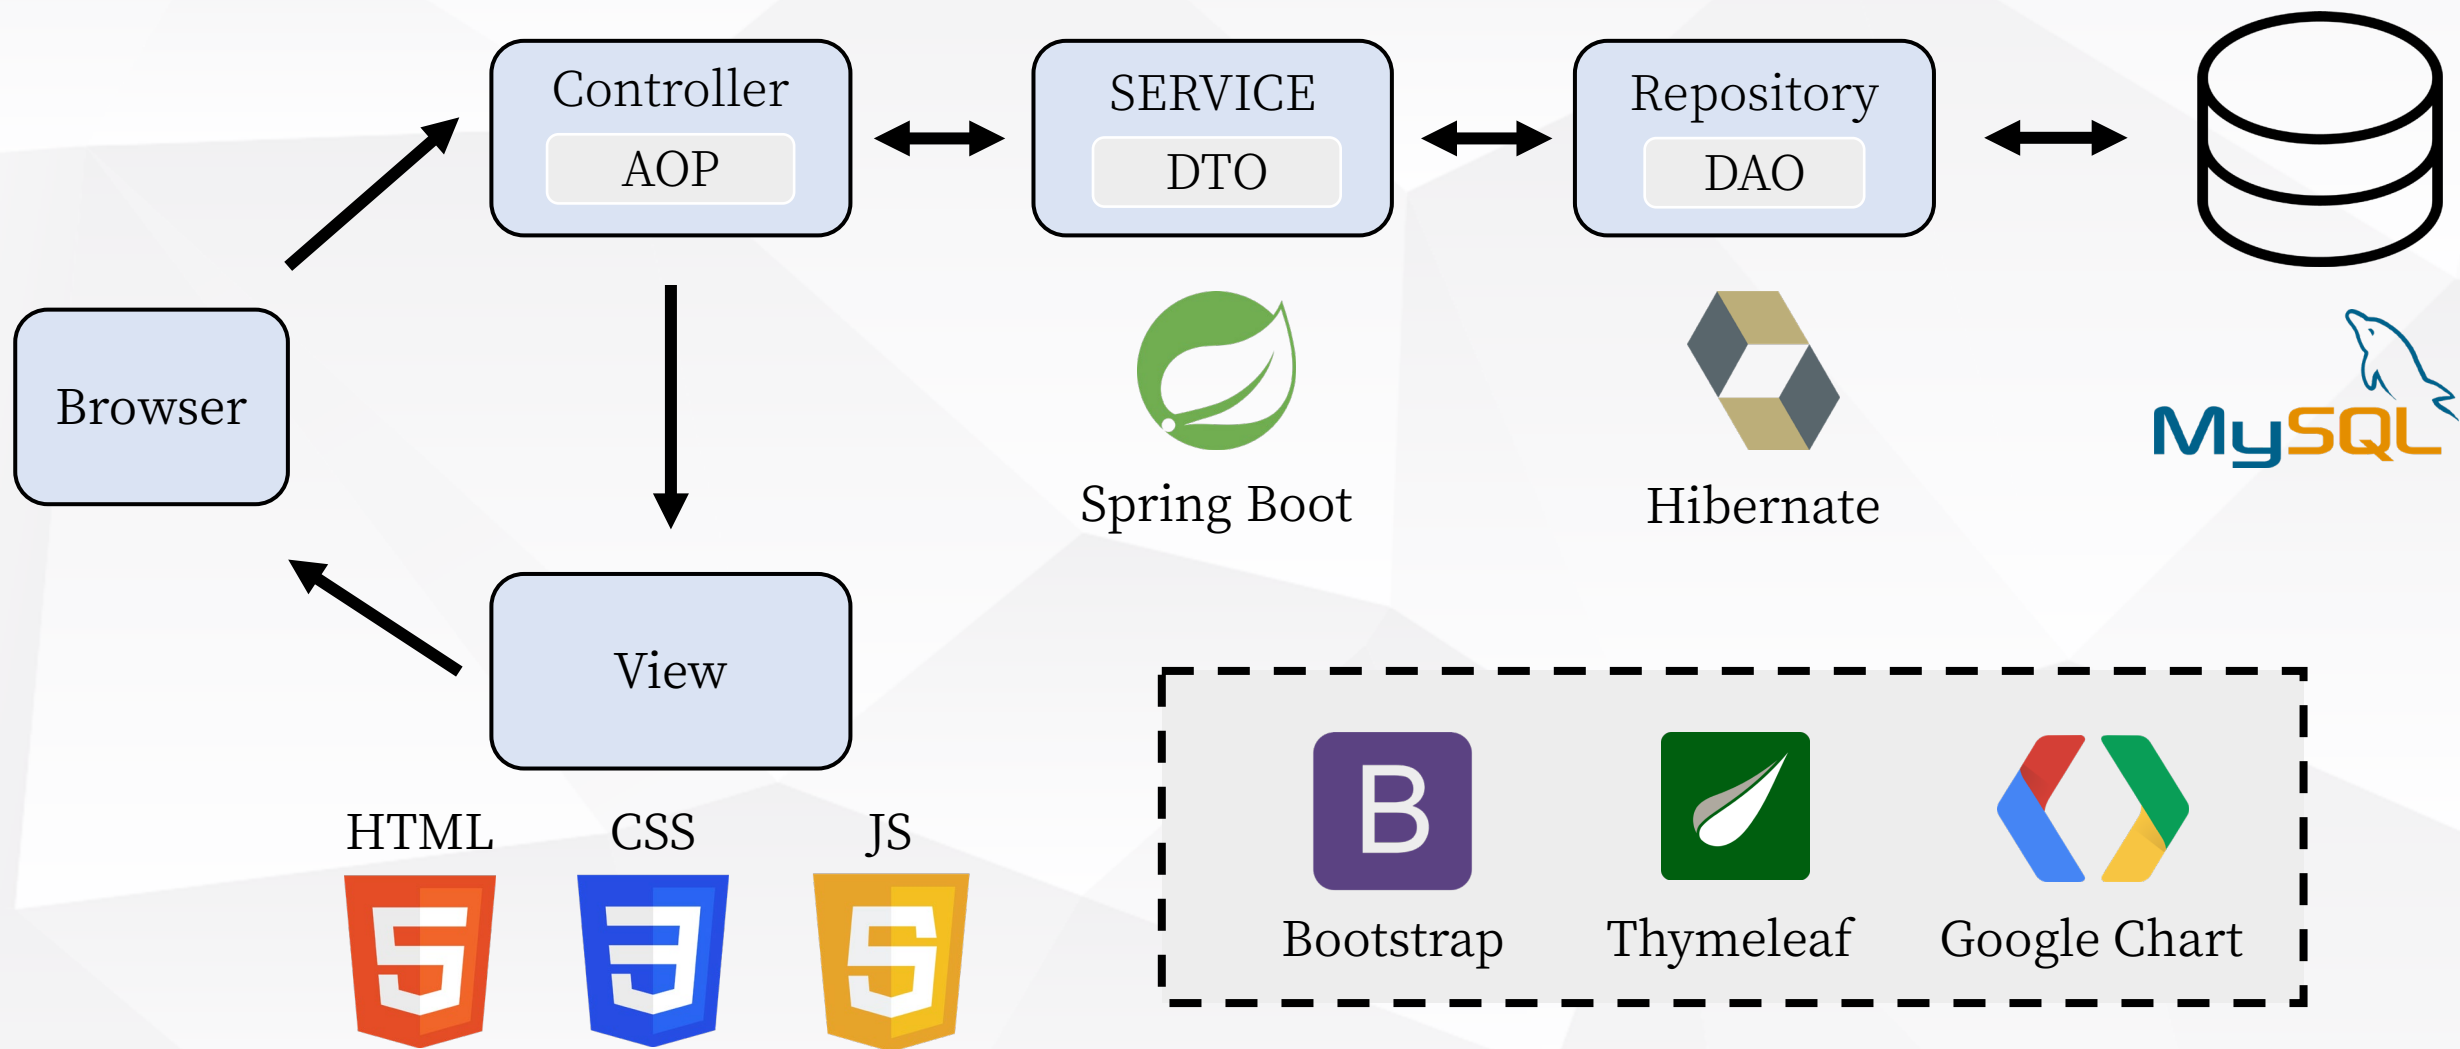 Controller
AOP
SERVICE
DTO
Repository
DAO
Browser
Spring Boot
Hibernate
MySQL
View
HTML
CSS
JS
B
Bootstrap
Thymeleaf
Google Chart